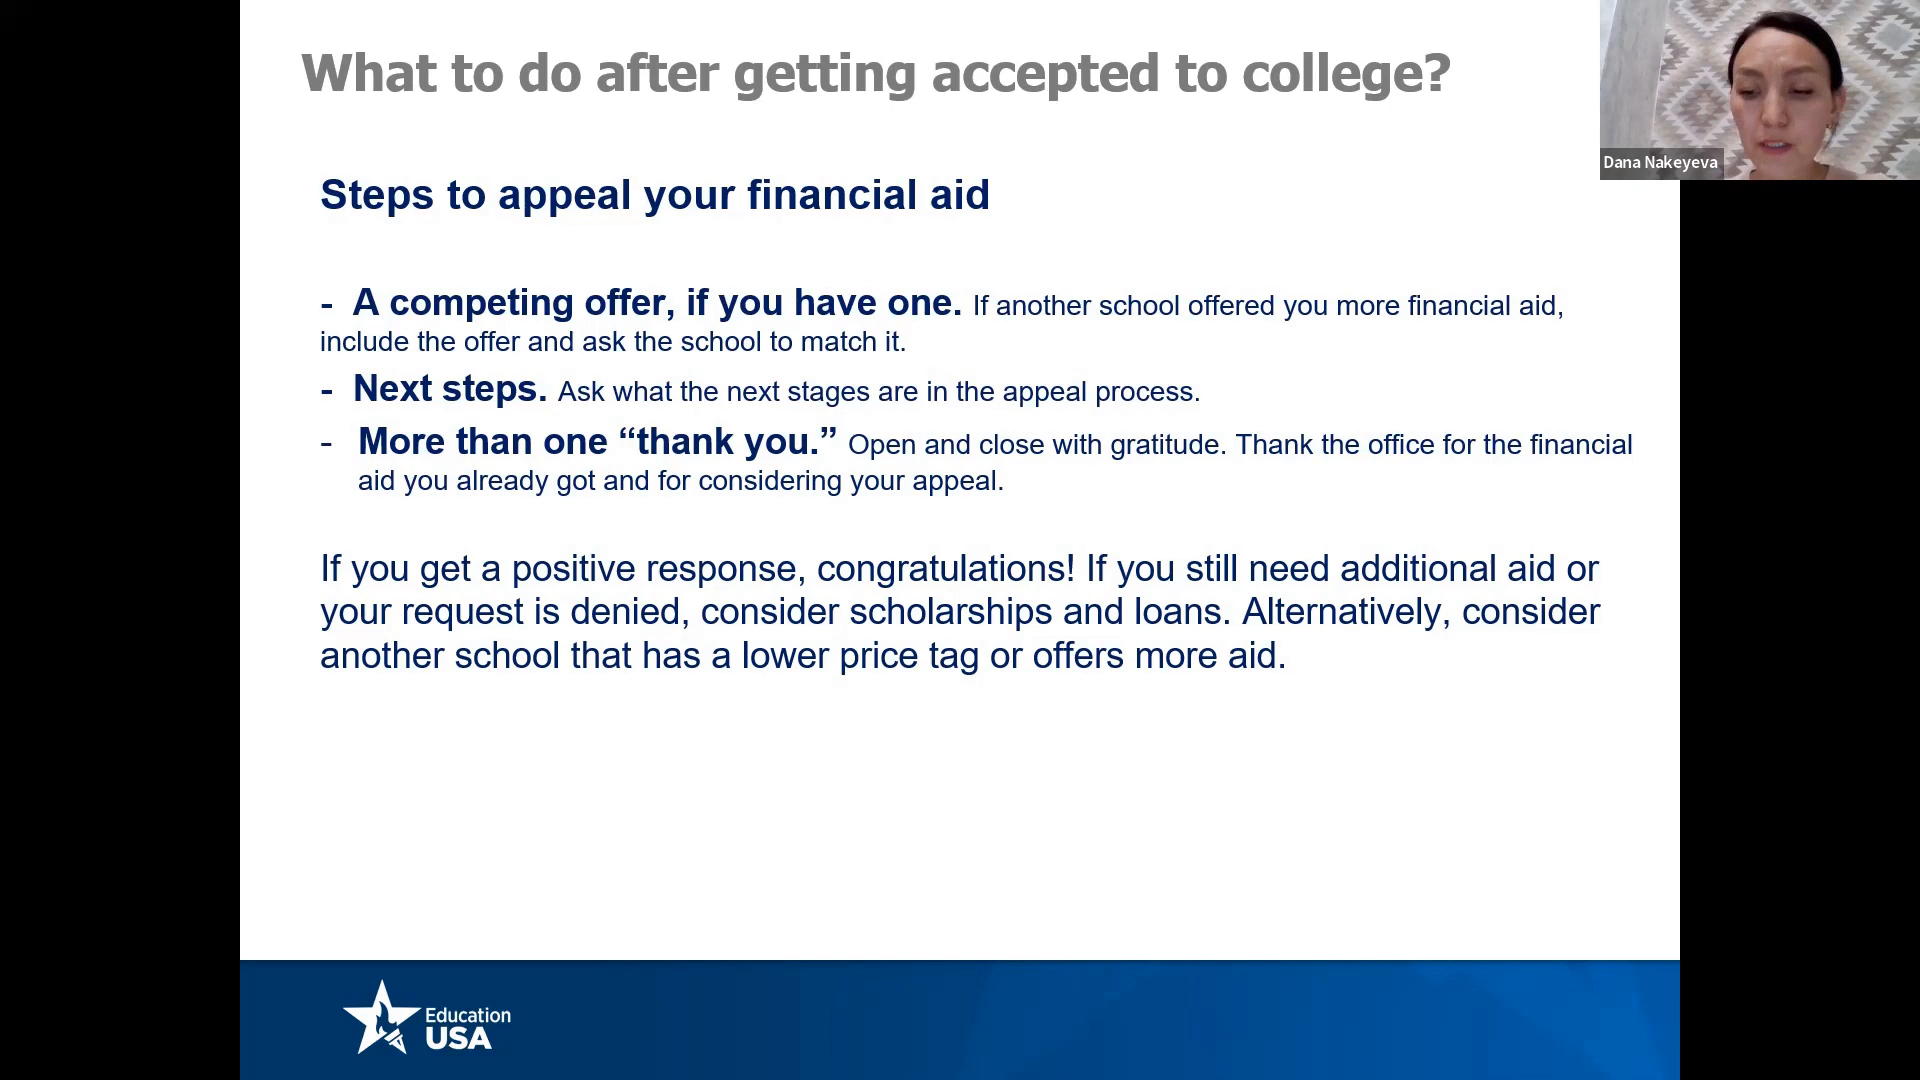 What to do after getting accepted to college?
Dana Nakeyeva
Steps to appeal your financial aid
- A competing offer, if you have one. If another school offered you more financial aid,
include the offer and ask the school to match it.
- Next steps. Ask what the next stages are in the appeal process.
- More than one “thank you.” Open and close with gratitude. Thank the office for the financial
aid you already got and for considering your appeal.
If you get a positive response, congratulations! If you still need additional aid or
your request is denied, consider scholarships and loans. Alternatively, consider
another school that has a lower price tag or offers more aid.
Education
USA